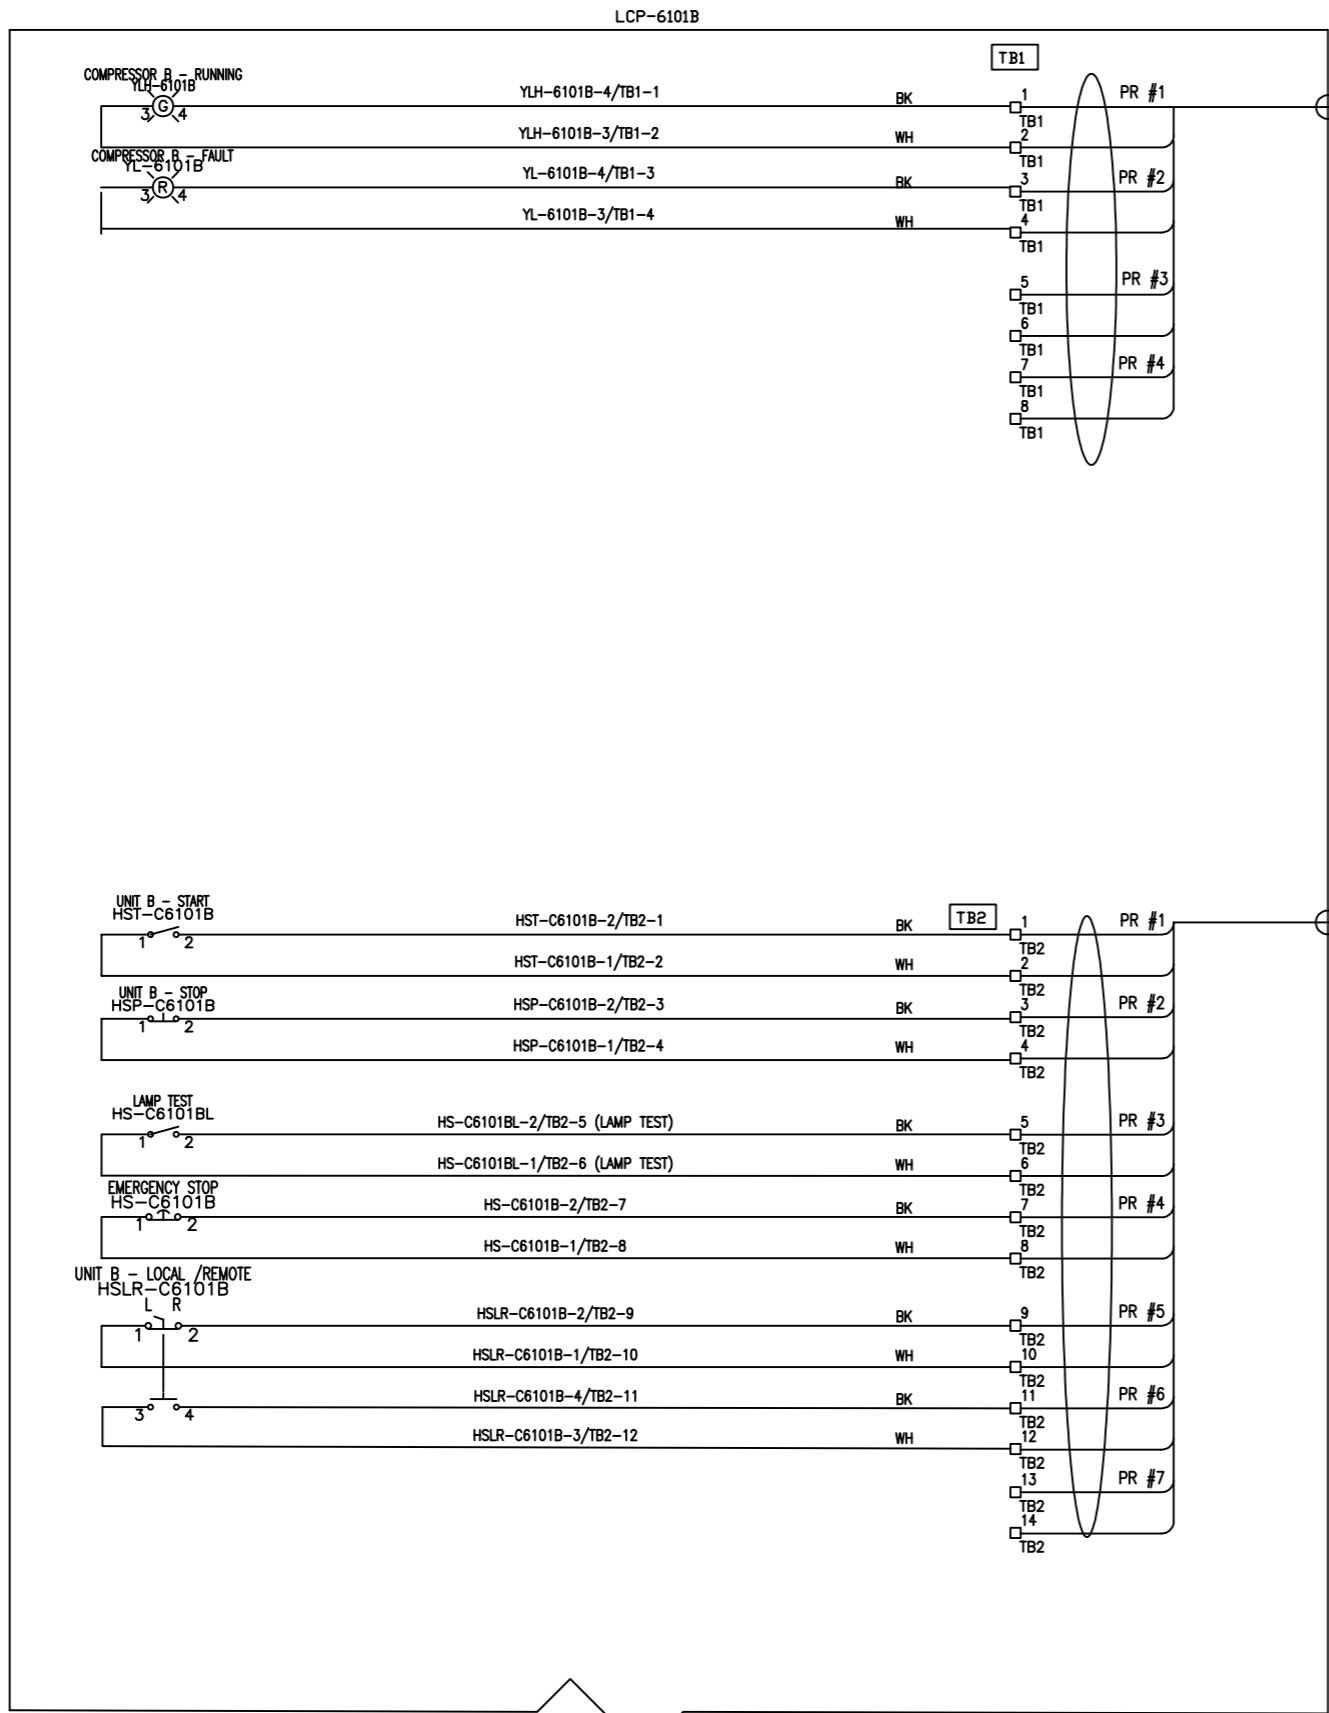 LCP-6101B
TB1
COMPRESSOR B - RUNNING
YLH-6101B
G
3 4
YLH-6101B-4/TB1-1 BK 1 PR #1
TB1
YLH-6101B-3/TB1-2 WH 2
TB1
COMPRESSOR B - FAULT
YL-6101B
R
3 4
YL-6101B-4/TB1-3 BK 3 PR #2
TB1
YL-6101B-3/TB1-4 WH 4
TB1
5 PR #3
TB1
6
TB1
7 PR #4
TB1
8
TB1
TB2
UNIT B - START
HST-C6101B
1 2
HST-C6101B-2/TB2-1 BK 1 PR #1
TB2
HST-C6101B-1/TB2-2 WH 2
TB2
UNIT B - STOP
HSP-C6101B
1 2
HSP-C6101B-2/TB2-3 BK 3 PR #2
TB2
HSP-C6101B-1/TB2-4 WH 4
TB2
LAMP TEST
HS-C6101BL
1 2
HS-C6101BL-2/TB2-5 (LAMP TEST) BK 5 PR #3
TB2
HS-C6101BL-1/TB2-6 (LAMP TEST) WH 6
TB2
EMERGENCY STOP
HS-C6101B
1 2
HS-C6101B-2/TB2-7 BK 7 PR #4
TB2
HS-C6101B-1/TB2-8 WH 8
TB2
UNIT B - LOCAL /REMOTE
HSLR-C6101B
L R
1 2
HSLR-C6101B-2/TB2-9 BK 9 PR #5
TB2
HSLR-C6101B-1/TB2-10 WH 10
TB2
3 4
HSLR-C6101B-4/TB2-11 BK 11 PR #6
TB2
HSLR-C6101B-3/TB2-12 WH 12
TB2
13 PR #7
TB2
14
TB2